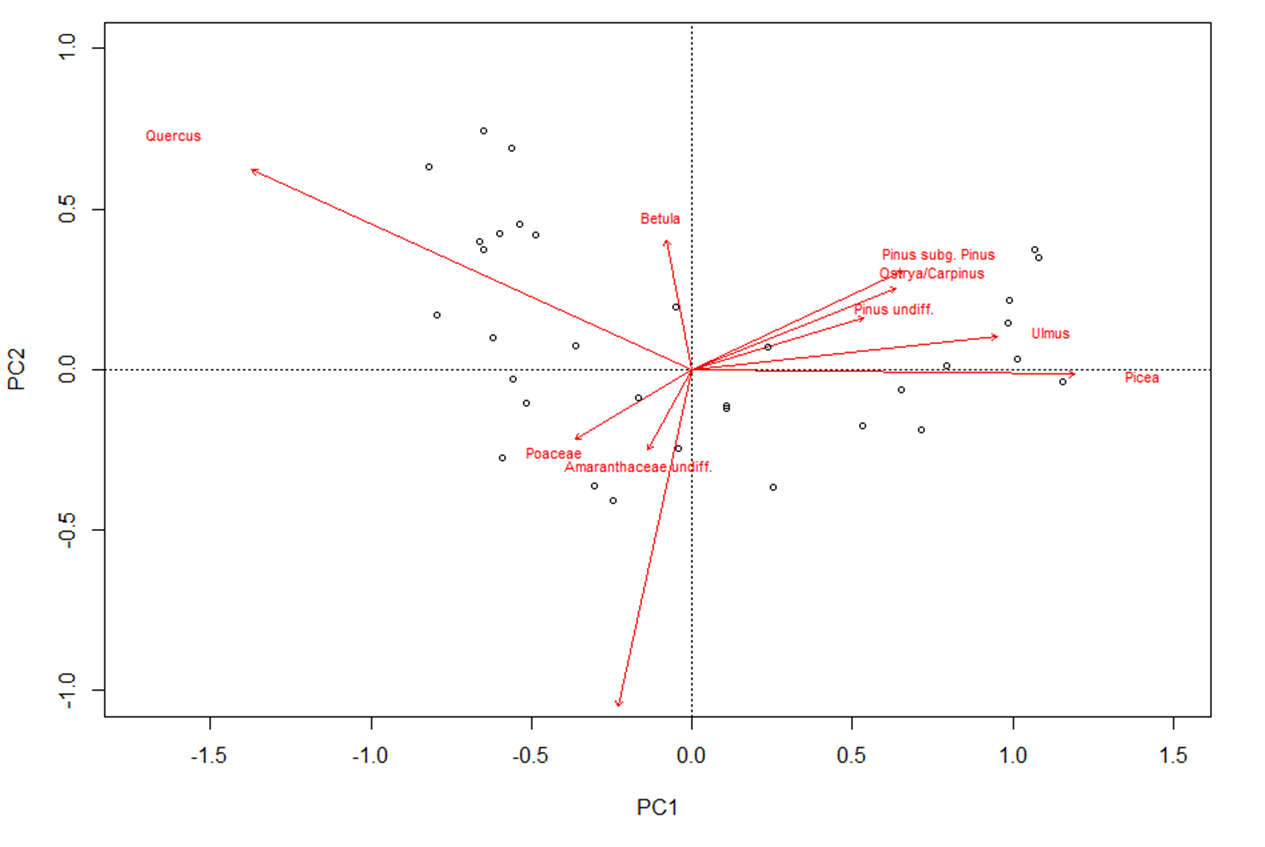 1.0
Quercus
Betula
0.5
Pinus subg. Pinus
Ostrya/Carpinus
Pinus undiff.
Ulmus
PC2
0.0
Picea
Poaceae
Amaranthaceae undiff.
-0.5
-1.0
-1.5 -1.0 -0.5 0.0 0.5 1.0 1.5
PC1